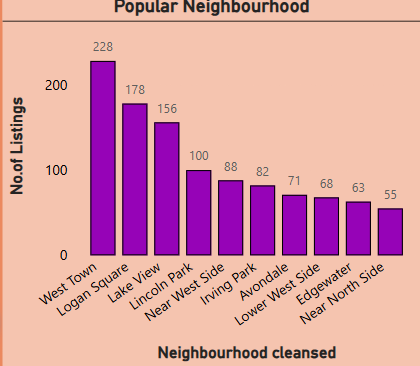 Popular Neighbourhood
No.of Listings
228
178
156
100
88
82
71
68
63
55
200
100
0
West Town
Logan Square
Lake View
Lincoln Park
Near West Side
Irving Park
Avondale
Lower West Side
Edgewater
Near North Side
Neighbourhood cleansed